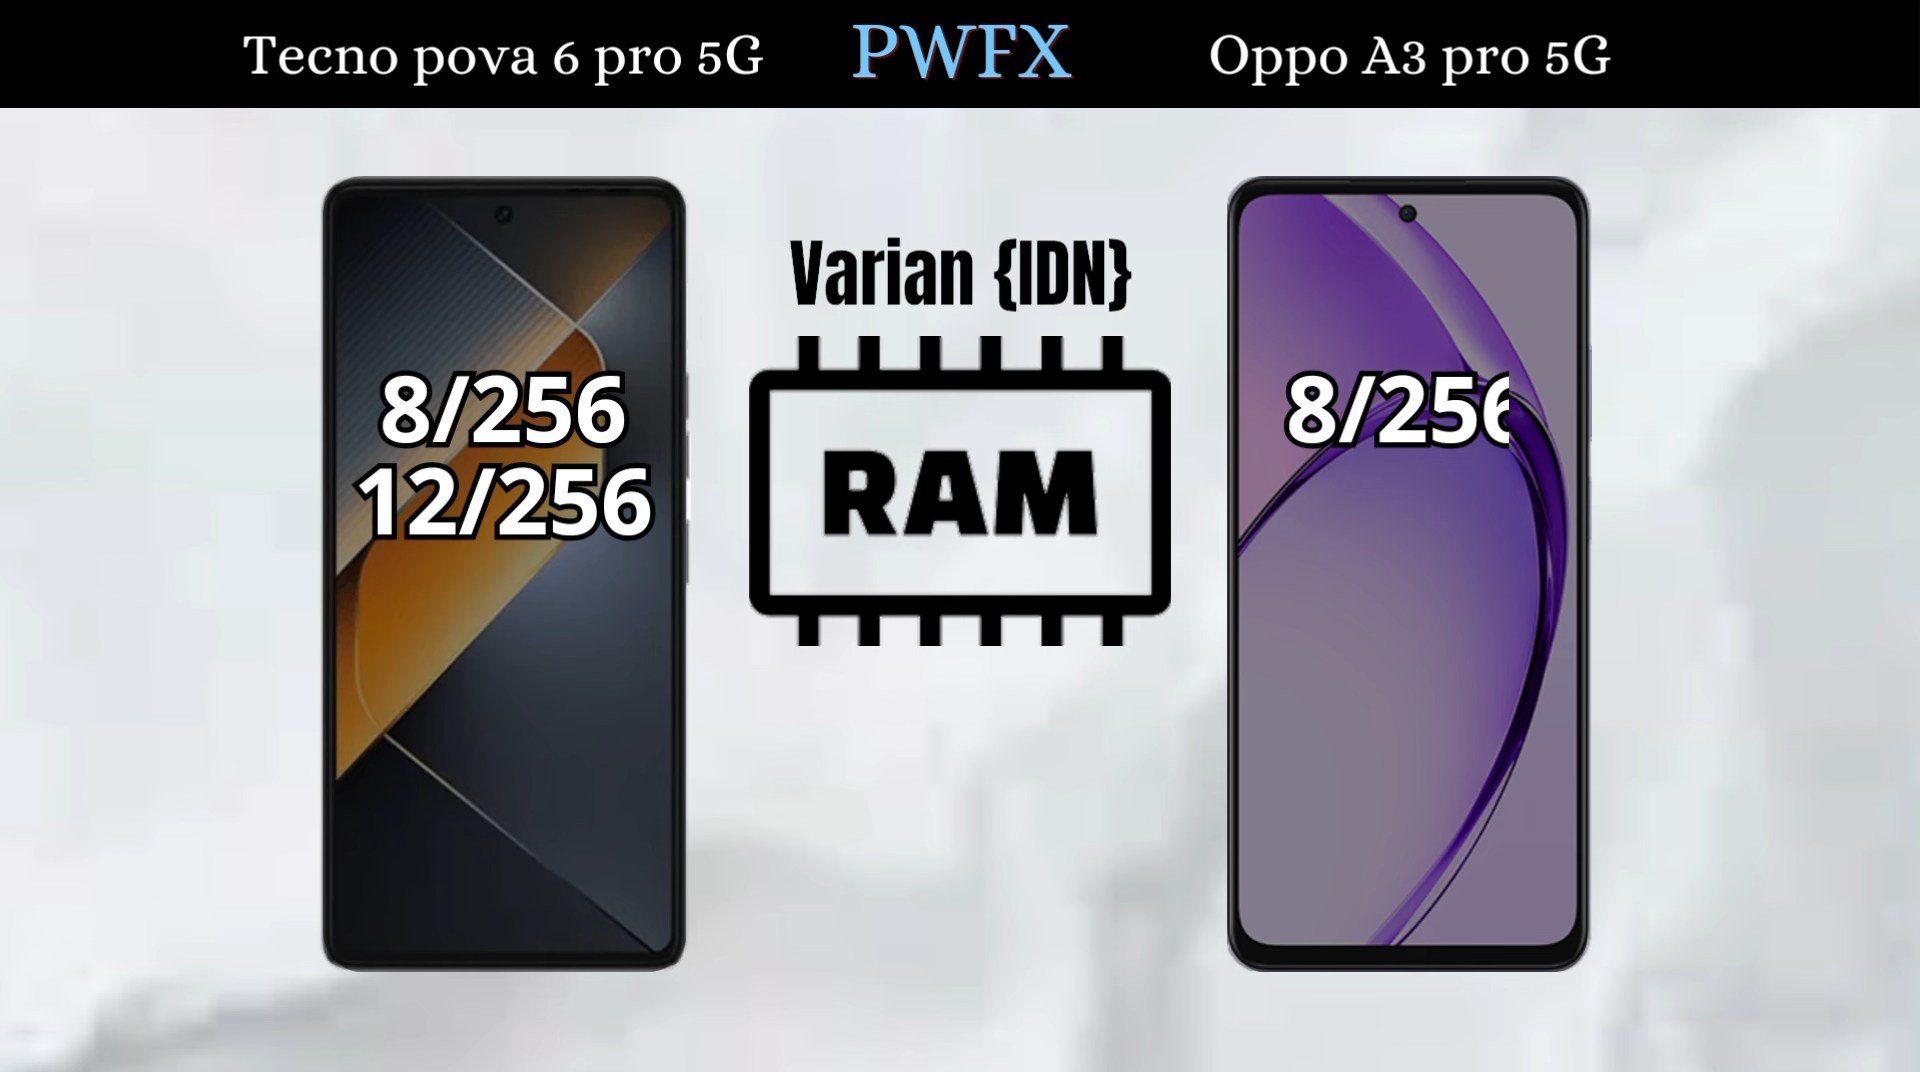 Tecno pova 6 pro 5G
PWFX
Oppo A3 pro 5G
Varian {IDN}
RAM
8/256
12/256
8/256